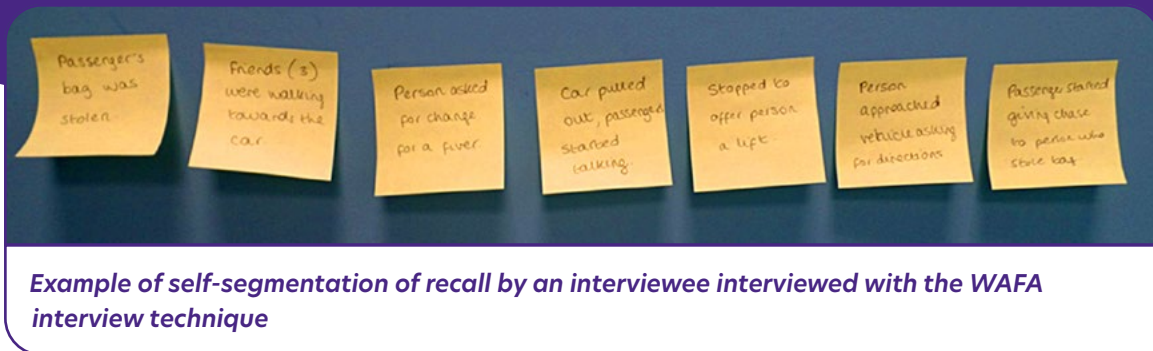 Passenger's
bag was
stolen.
Friends (3)
were walking
towards the
car.
Person asked
for change
for a fiver
Car pulled
out, passenger
started
talking.
Stopped to
offer person
a lift
Person
approached
vehicle asking
for directions
Passenger started
giving chase
to person who
stole bag
Example of self-segmentation of recall by an interviewee interviewed with the WAFA
interview technique